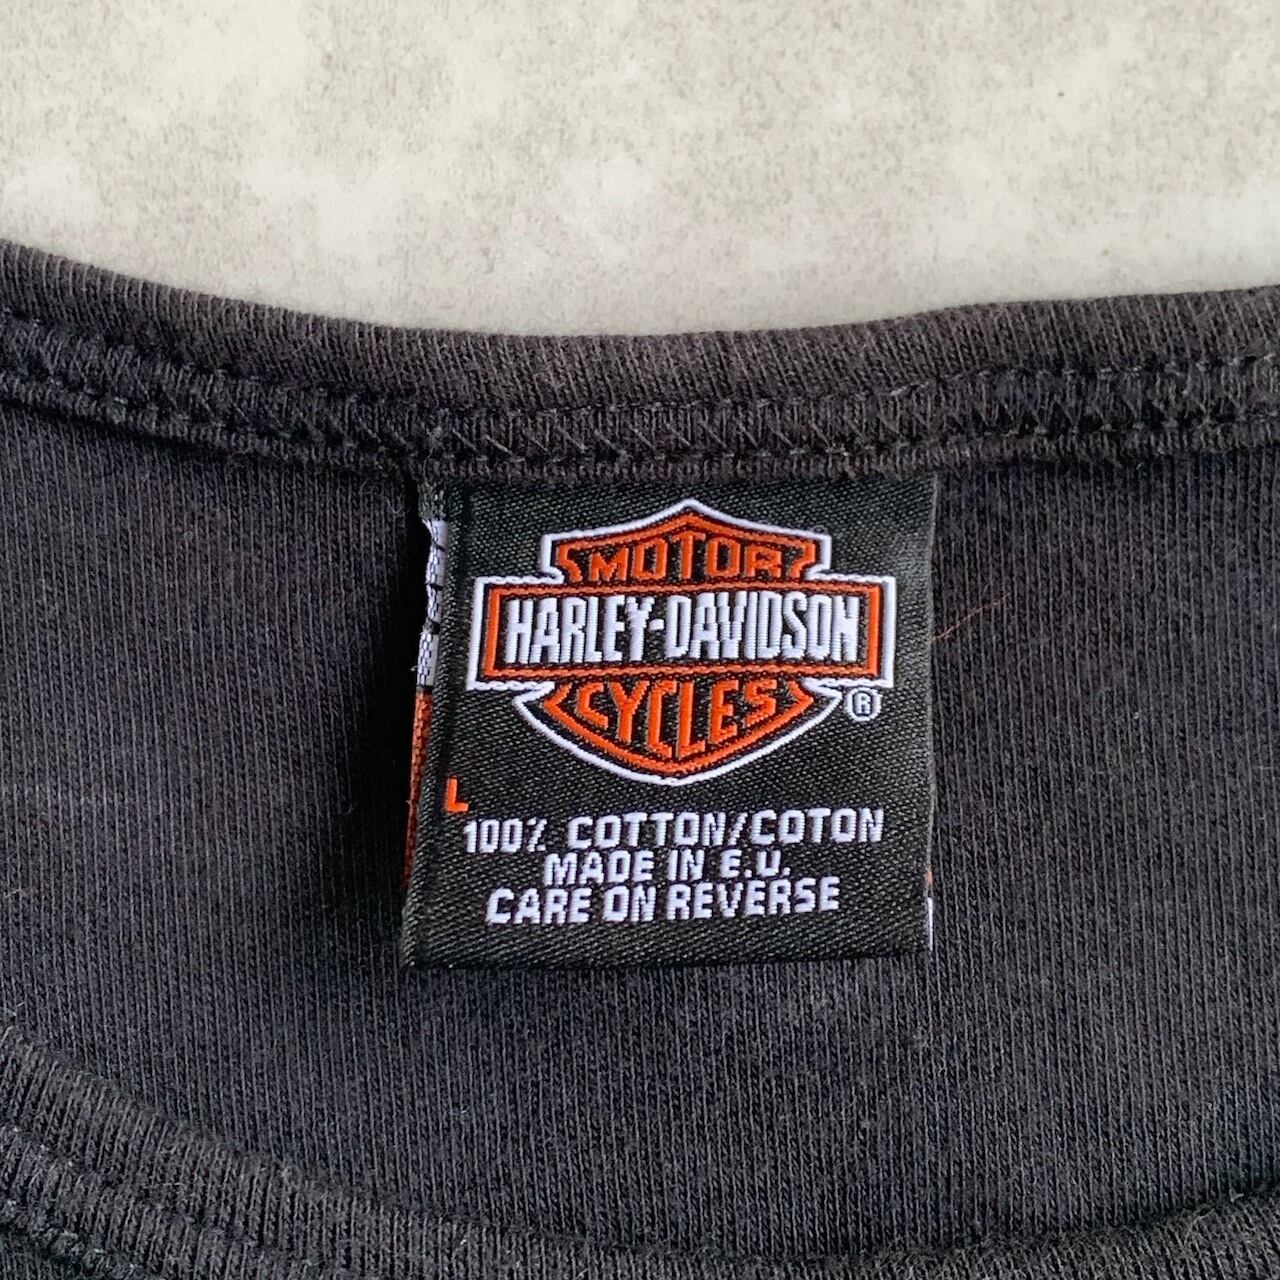 MOTOR
HARLEY-DAVIDSON
CYCLES
®
L
100% COTTON/COTON
MADE IN E.U.
CARE ON REVERSE